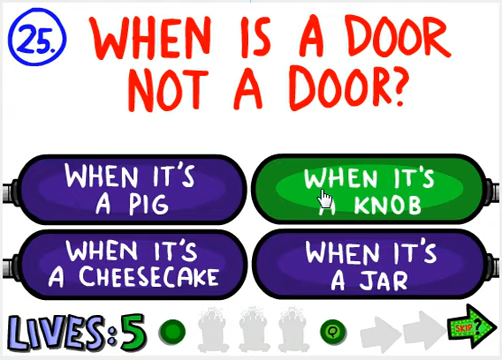 25.
WHEN IS A DOOR
NOT A DOOR?
WHEN IT'S
A PIG
WHEN IT'S
A KNOB
WHEN IT'S
A CHEESECAKE
WHEN IT'S
A JAR
LIVES:5
SKIP?